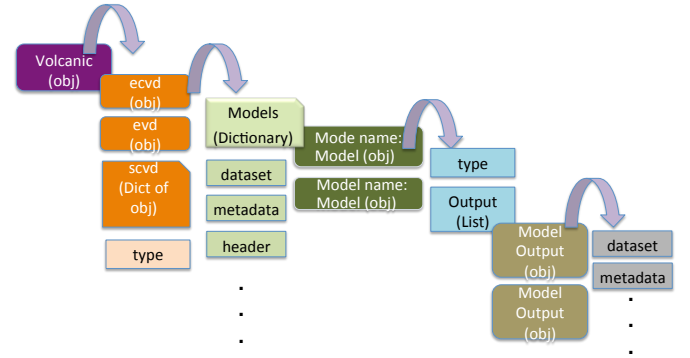 Volcanic
(obj)
ecvd
(obj)
evd
(obj)
scvd
(Dict of
obj)
type
Models
(Dictionary)
dataset
metadata
header
.
.
.
Mode name:
Model (obj)
Model name:
Model (obj)
type
Output
(List)
Model
Output
(obj)
Model
Output
(obj)
dataset
metadata
.
.
.